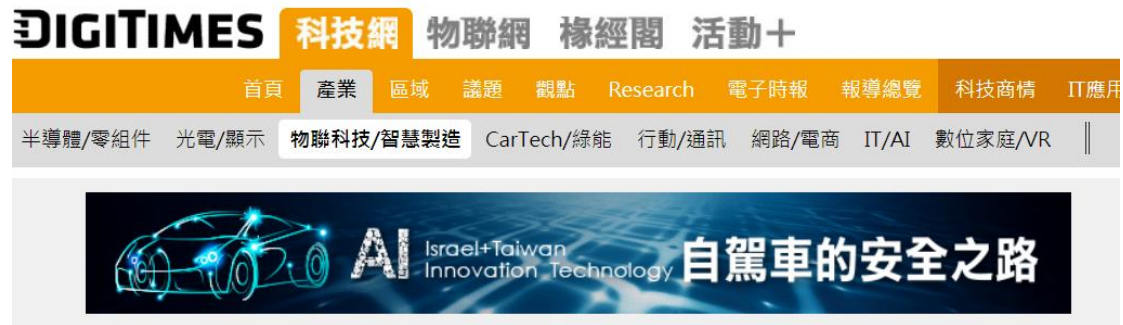 DIGITIMES 科技網 物聯網 椽經閣 活動＋
首頁 產業 區域 議題 觀點 Research 電子時報 報導總覽 科技商情 IT應用
半導體/零組件 光電/顯示 物聯科技/智慧製造 CarTech/綠能 行動/通訊 網路/電商 IT/AI 數位家庭/VR
AI Israel+Taiwan 自駕車的安全之路
Innovation Technology